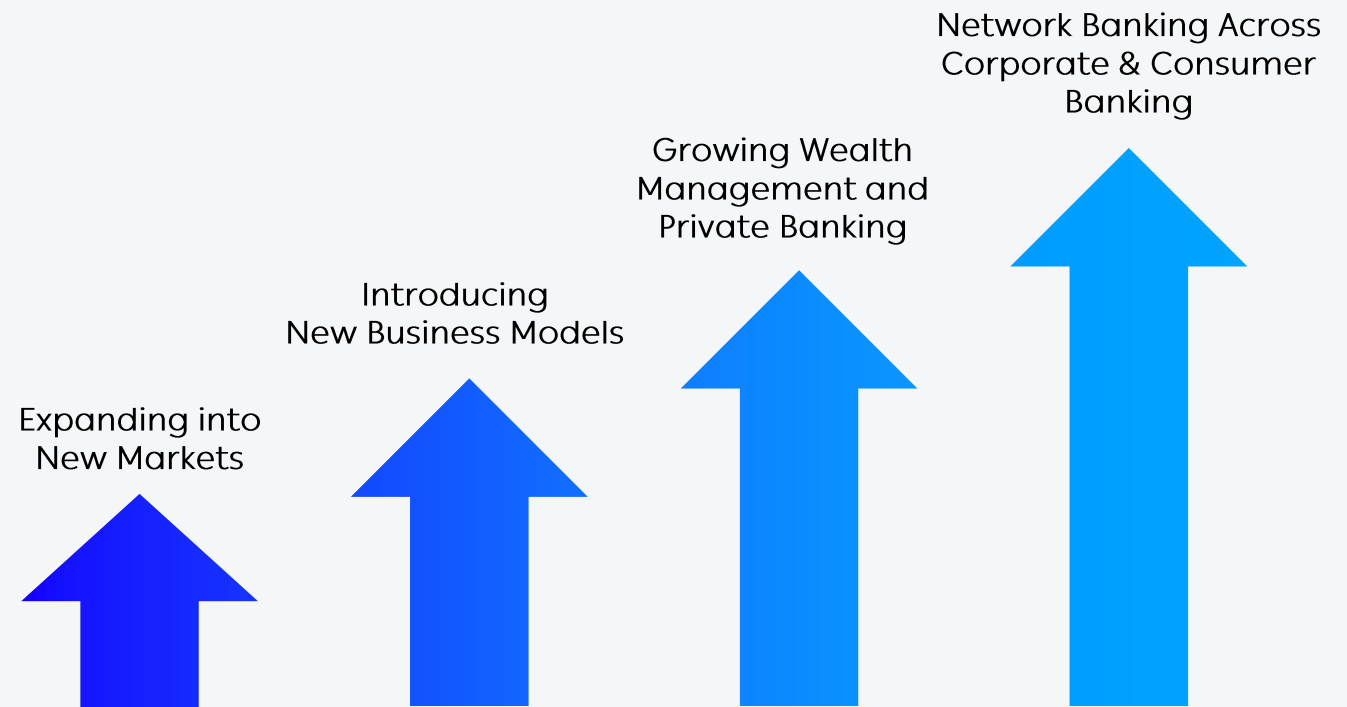 Expanding into
New Markets
Introducing
New Business Models
Growing Wealth
Management and
Private Banking
Network Banking Across
Corporate & Consumer
Banking